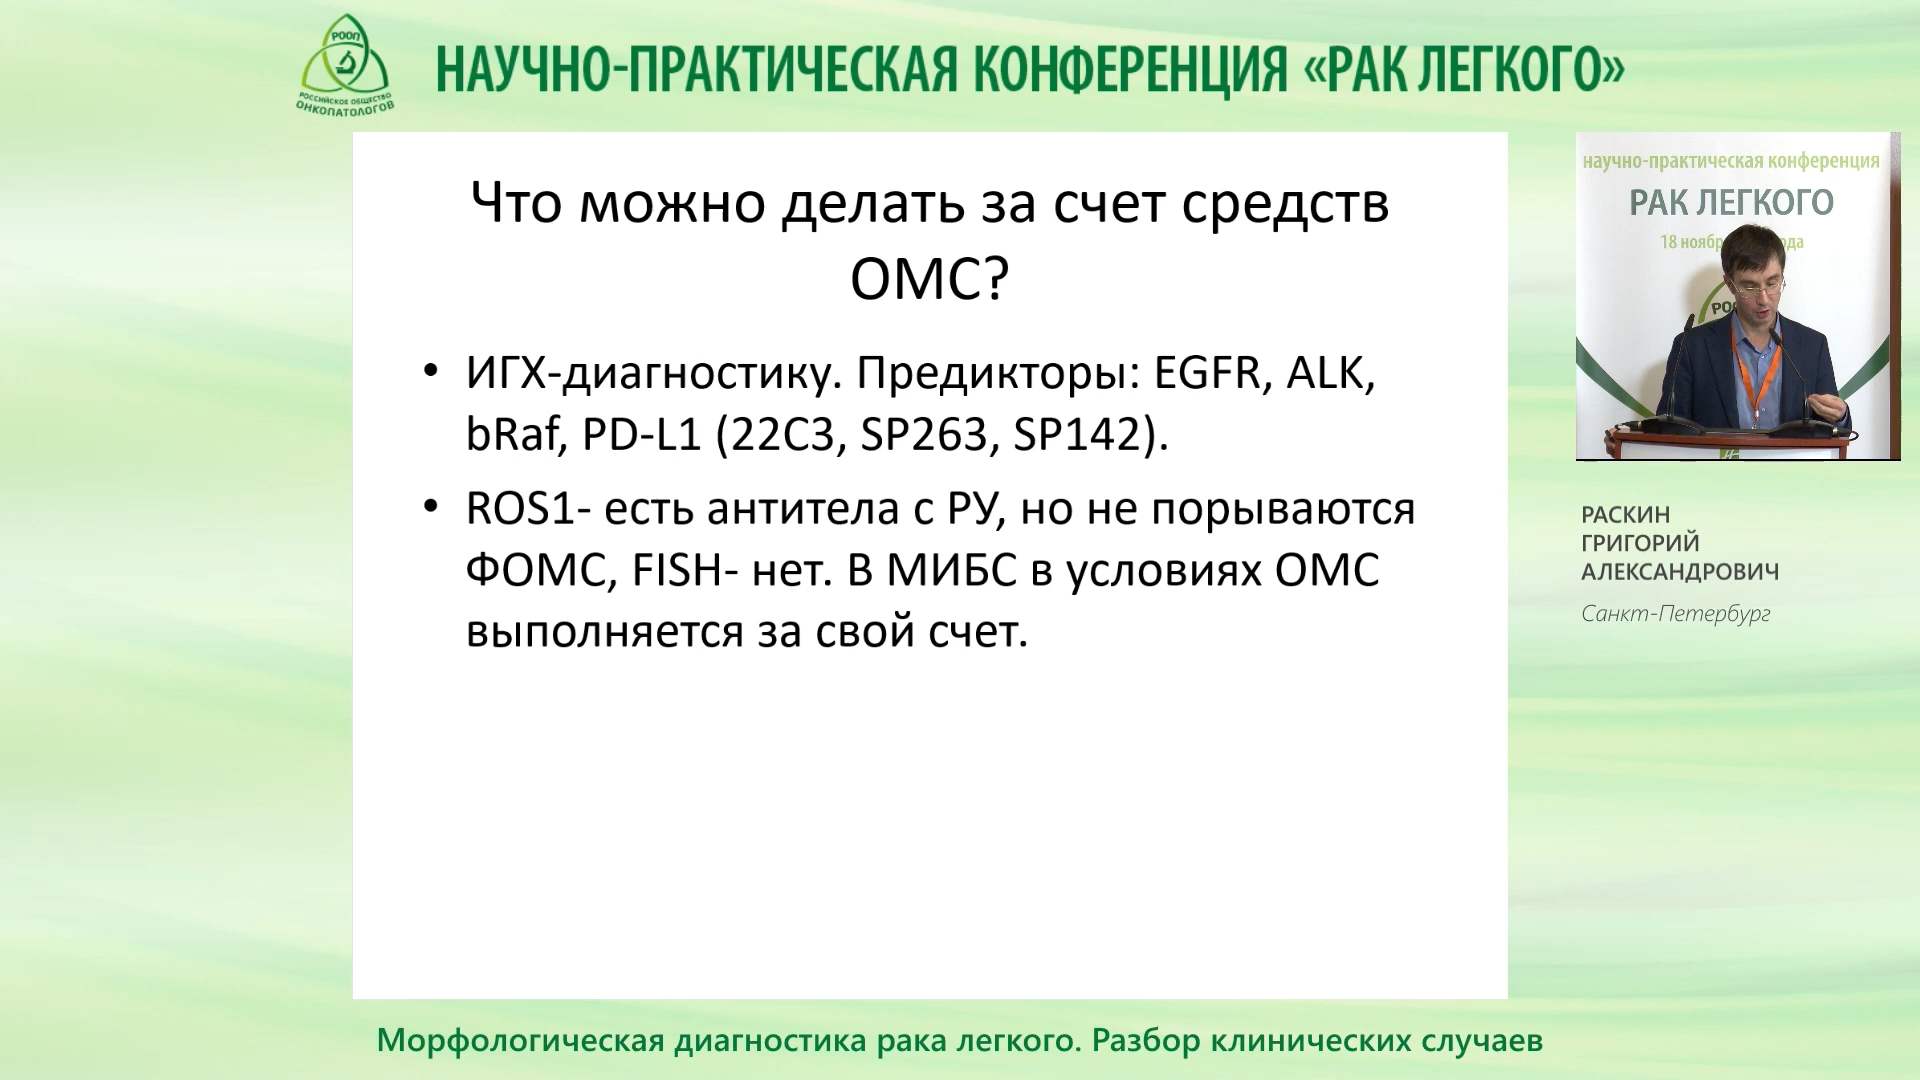 РООП
РОССИЙСКОЕ ОБЩЕСТВО
ОНКОПАТОЛОГОВ
НАУЧНО-ПРАКТИЧЕСКАЯ КОНФЕРЕНЦИЯ «РАК ЛЕГКОГО»
Что можно делать за счет средств
ОМС?
• ИГХ-диагностику. Предикторы: EGFR, ALK,
bRaf, PD-L1 (22C3, SP263, SP142).
• ROS1- есть антитела с РУ, но не порываются
ФОМС, FISH- нет. В МИБС в условиях ОМС
выполняется за свой счет.
научно-практическая конференция
РАК ЛЕГКОГО
18
РАСКИН
ГРИГОРИЙ
АЛЕКСАНДРОВИЧ
Санкт-Петербург
Морфологическая диагностика рака легкого. Разбор клинических случаев